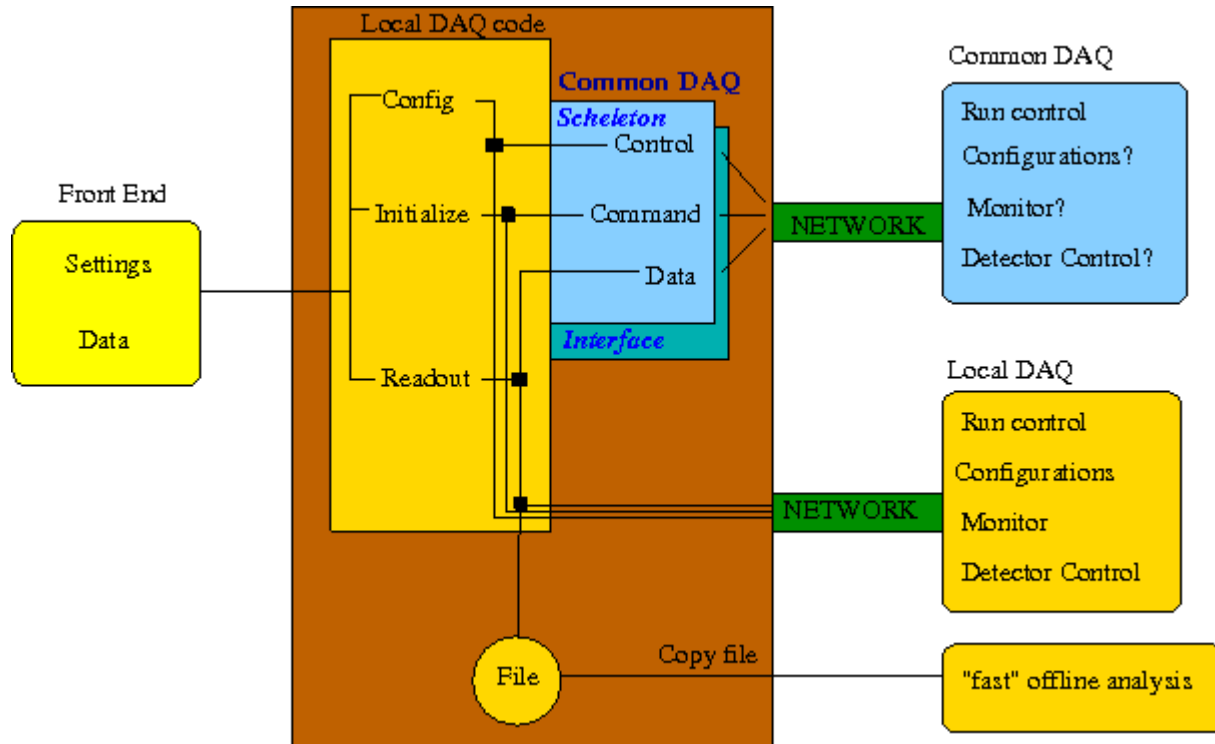 Local DAQ code
Common DAQ
Scheleton
Config
Control
Initialize
Command
Data
Readout
Interface
Front End
Settings
Data
NETWORK
Common DAQ
Run control
Configurations?
Monitor?
Detector Control?
NETWORK
Local DAQ
Run control
Configurations
Monitor
Detector Control
File
Copy file
"fast" offline analysis